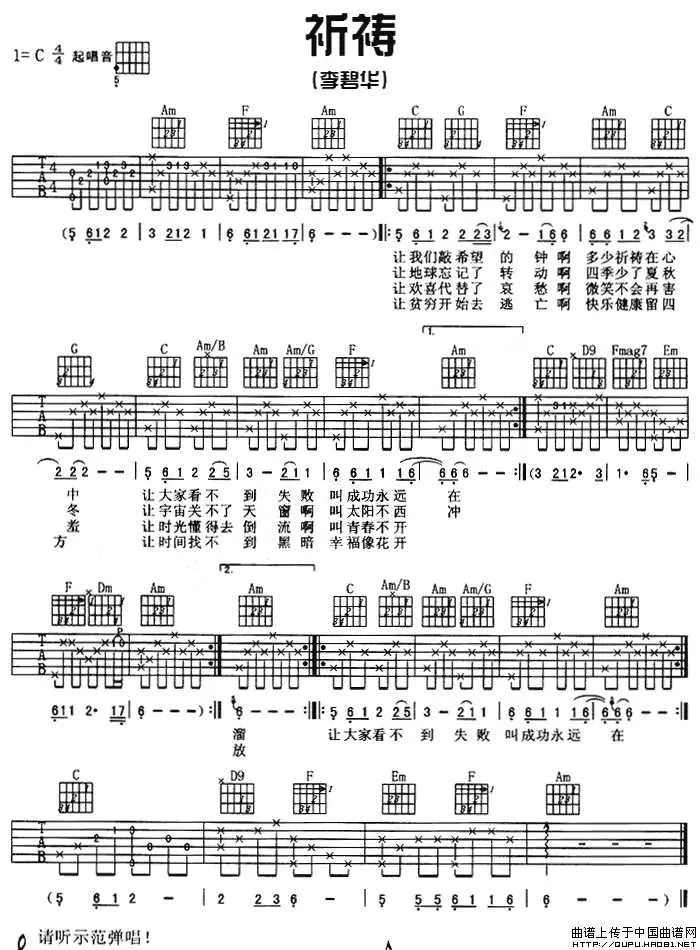 祈祷
(李碧华)
1= C 4/4 起唱音
5
Am F Am C G F Am C
T A B 4 4
(5 612 2 | 3 212 1 | 6 612117 | 6 - - )‖: 5 612 2 23 | 2 - 166 | 6 612 3 32
让我们敲希望的钟啊 多少祈祷在心
让地球忘记了转动啊 四季少了夏秋
让欢喜代替了哀愁啊 微笑不会再害
让贫穷开始去逃亡啊 快乐健康留四
1.
G C Am/B Am Am/G F Am C D9 Fmag7 Em
T A B
222 - | 5 612 25 | 3 - 211 | 6 611 16 | 666 - :‖(3 212· 3 | 1· 65 -
中 让大家看不到失败叫成功永远在
冬 让宇宙关不了天窗啊叫太阳不西冲
羞 让时光懂得去倒流啊叫青春不开
方 让时间找不到黑暗 幸福像花开
2.
F Dm Am Am C Am/B Am Am/G F Am
T A B
611 2· 17 | 6 - - ):‖ 6 - - :‖: 5 612 25 | 3 - 211 | 6 611 16 | 666 - :‖
溜 让大家看不到失败叫成功永远在
放
C D9 F Em F Am
T A B
(5 612 | 2 23 6 | 5 6616 | 6 - - - )
请听示范弹唱!
曲谱上传于中国曲谱网
http://QUPU.HAO81.NET